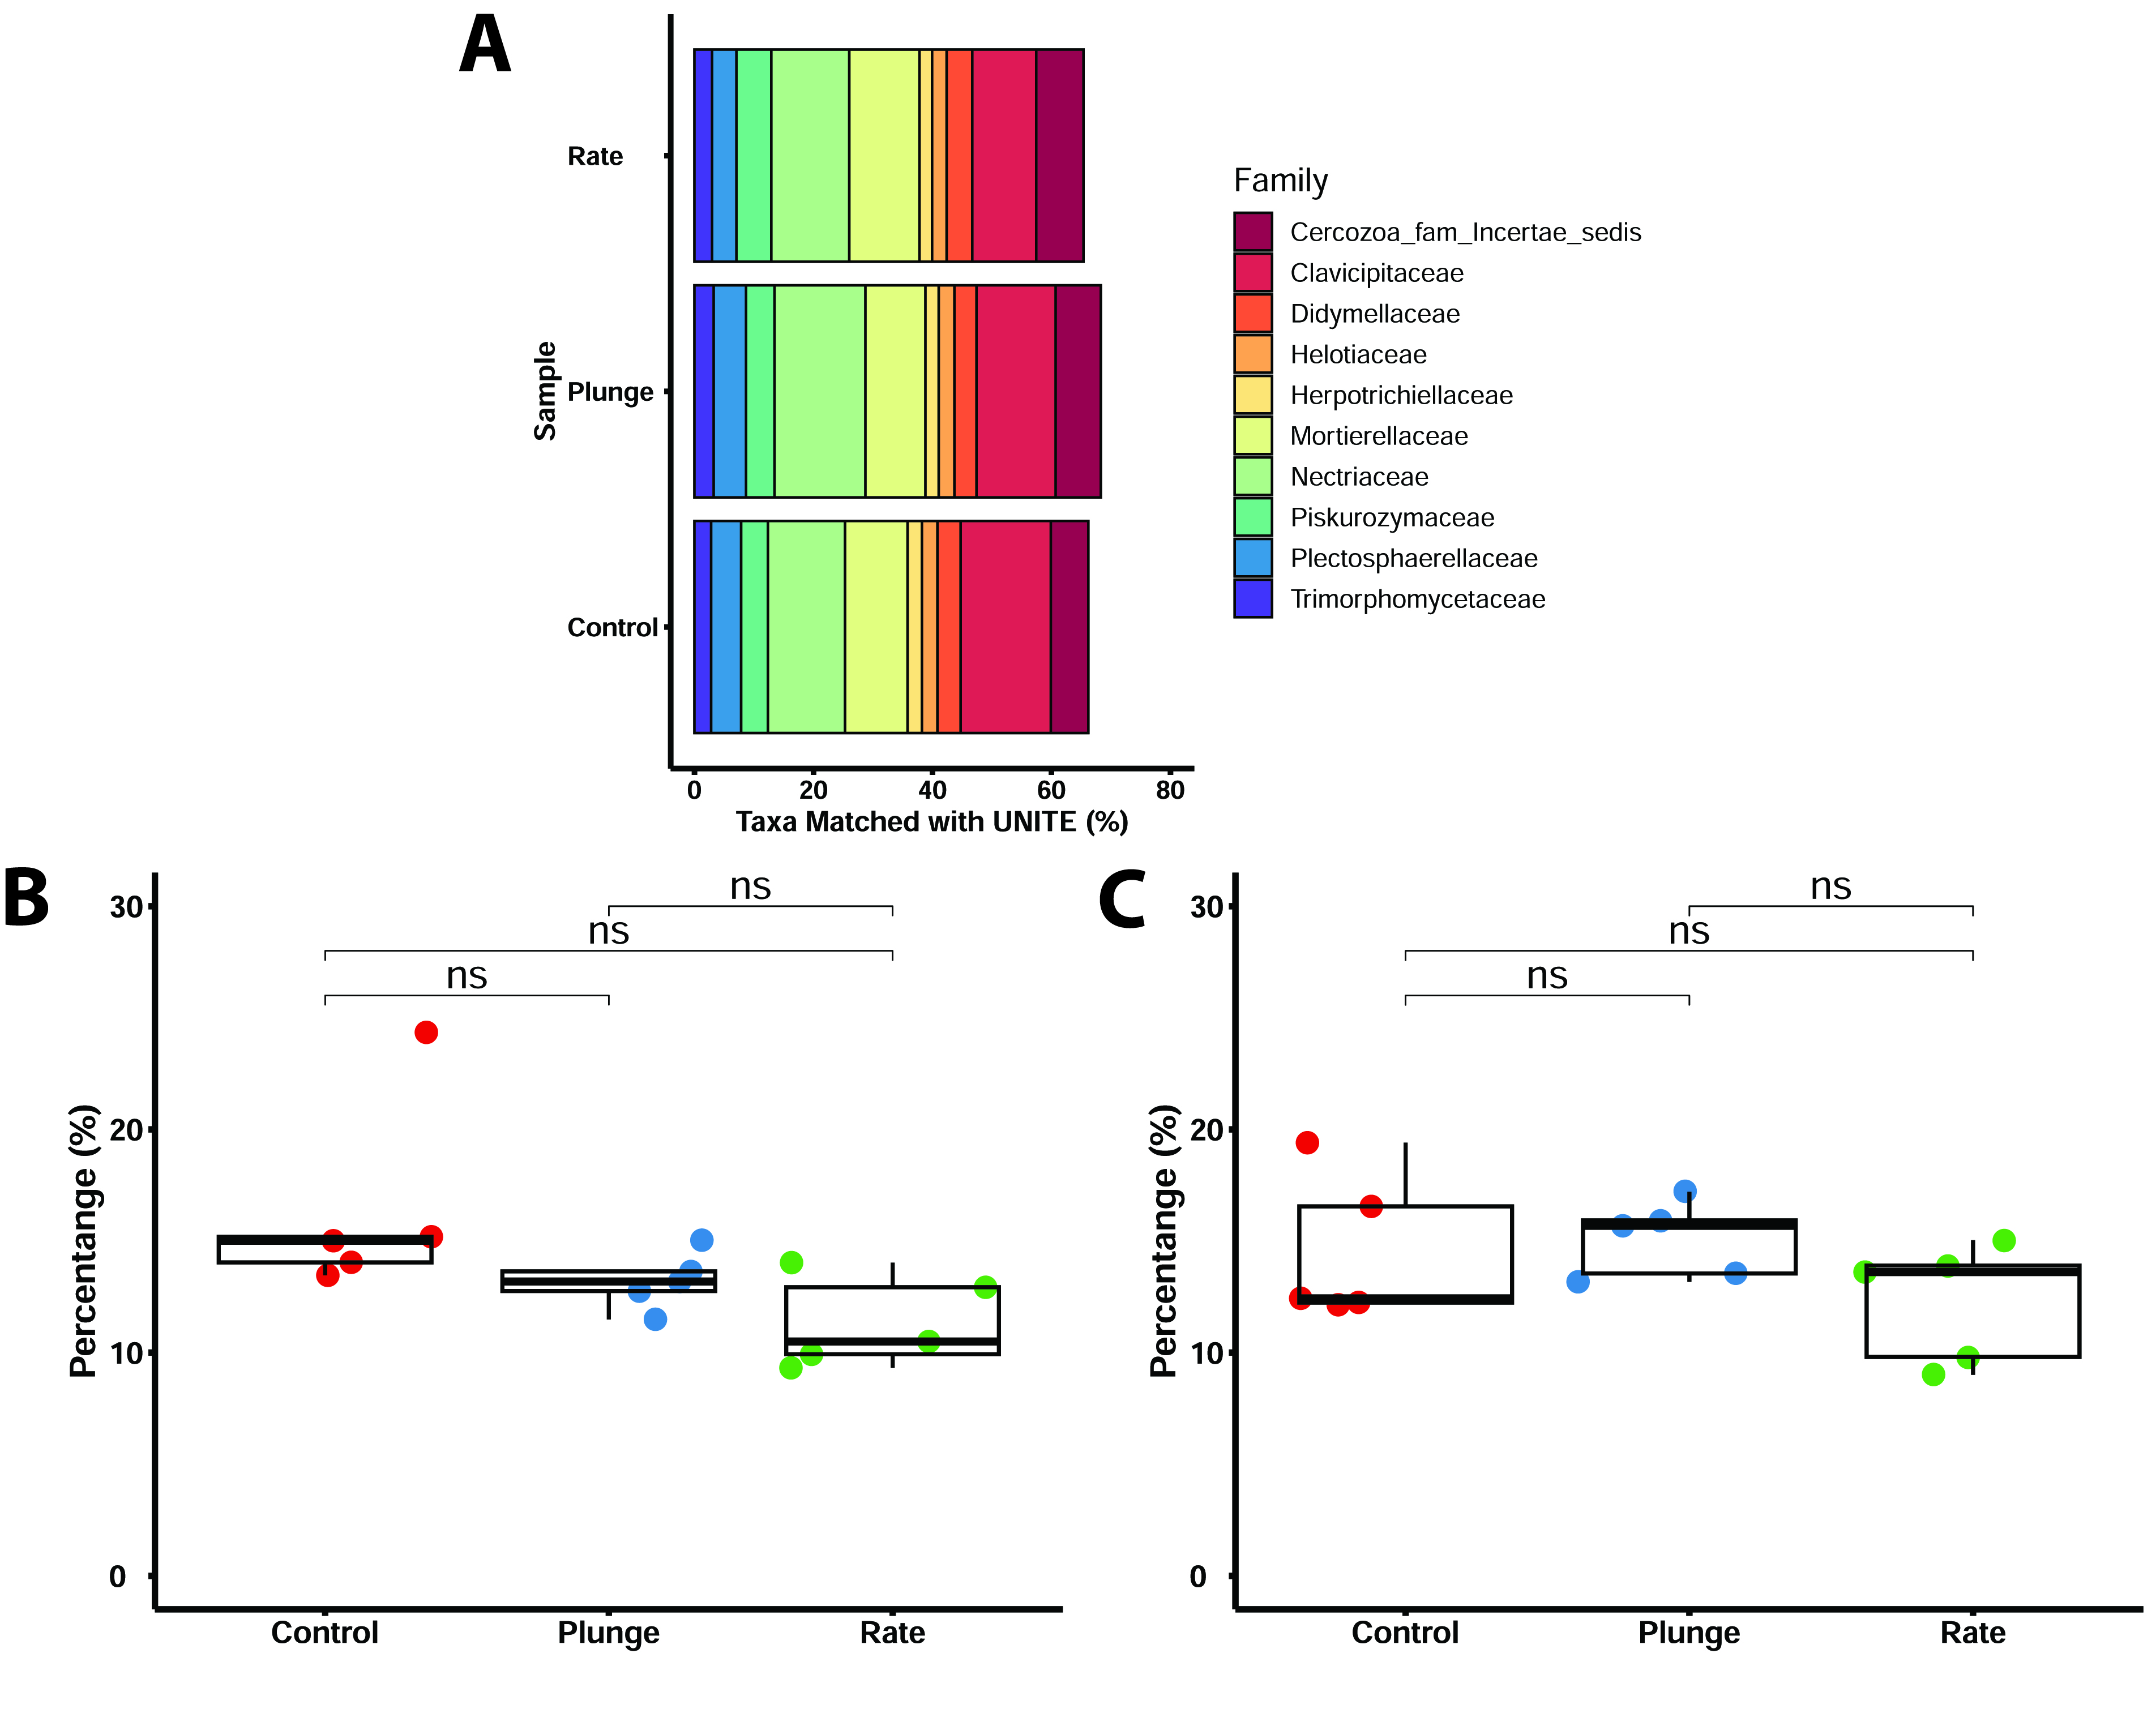 A
Rate
Plunge
Control
Sample
0 20 40 60 80
Taxa Matched with UNITE (%)
Family
Cercozoa_fam_Incertae_sedis
Clavicipitaceae
Didymellaceae
Helotiaceae
Herpotrichiellaceae
Mortierellaceae
Nectriaceae
Piskurozymaceae
Plectosphaerellaceae
Trimorphomycetaceae
B
30
20
10
0
Percentange (%)
ns
ns
ns
Control Plunge Rate
C
30
20
10
0
Percentange (%)
ns
ns
ns
Control Plunge Rate